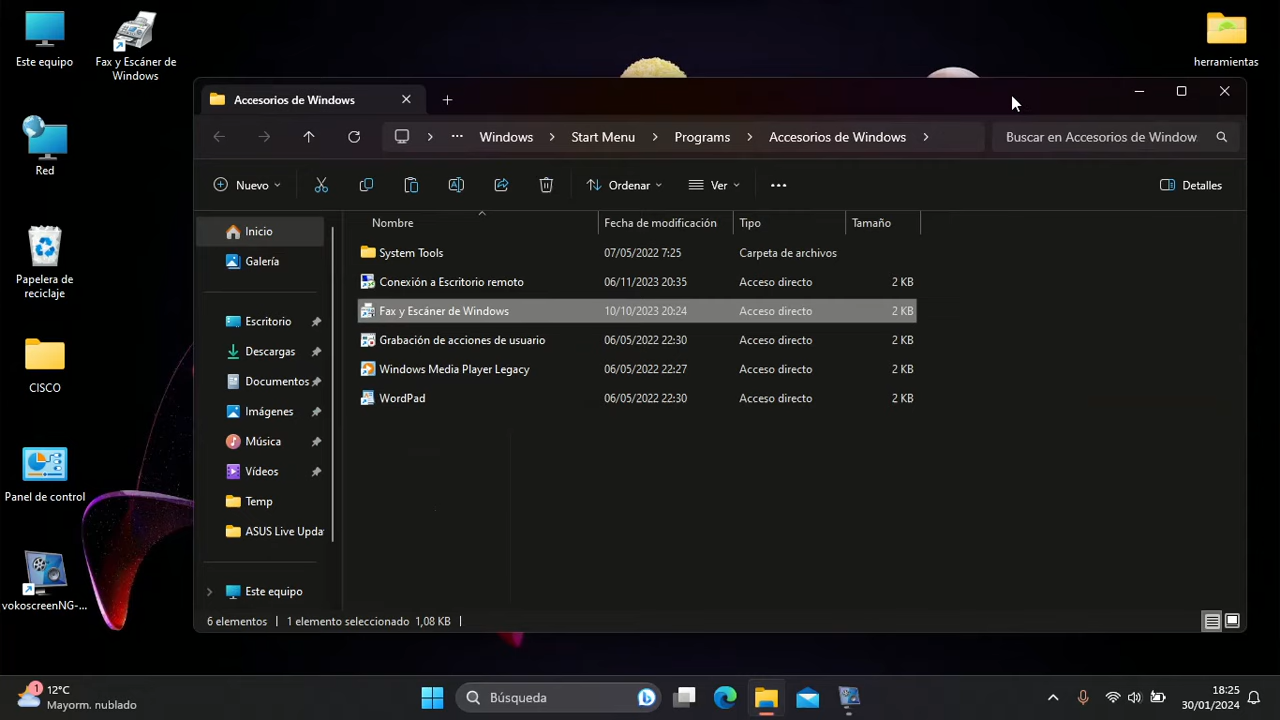 Este equipo
Fax y Escáner de
Windows
herramientas
Red
Papelera de
reciclaje
CISCO
Panel de control
vokoscreenNG-...
Accesorios de Windows
Windows
Start Menu
Programs
Accesorios de Windows
Buscar en Accesorios de Window
Nuevo
Ordenar
Ver
Detalles
Inicio
Galería
Escritorio
Descargas
Documentos
Imágenes
Música
Vídeos
Temp
ASUS Live Upda
Este equipo
Nombre Fecha de modificación Tipo Tamaño
System Tools 07/05/2022 7:25 Carpeta de archivos
Conexión a Escritorio remoto 06/11/2023 20:35 Acceso directo 2 KB
Fax y Escáner de Windows 10/10/2023 20:24 Acceso directo 2 KB
Grabación de acciones de usuario 06/05/2022 22:30 Acceso directo 2 KB
Windows Media Player Legacy 06/05/2022 22:27 Acceso directo 2 KB
WordPad 06/05/2022 22:30 Acceso directo 2 KB
6 elementos 1 elemento seleccionado 1,08 KB
1
12°C
Mayorm. nublado
Búsqueda
18:25
30/01/2024